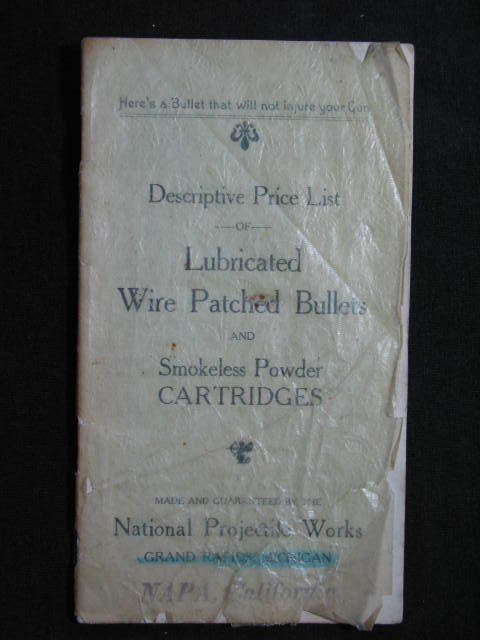 Here's a Bullet that will not injure your Gun
Descriptive Price List
OF
Lubricated
Wire Patched Bullets
AND
Smokeless Powder
CARTRIDGES
MADE AND GUARANTEED BY THE
National Projectile Works
GRAND RAPIDS, MICHIGAN
NAPA, California